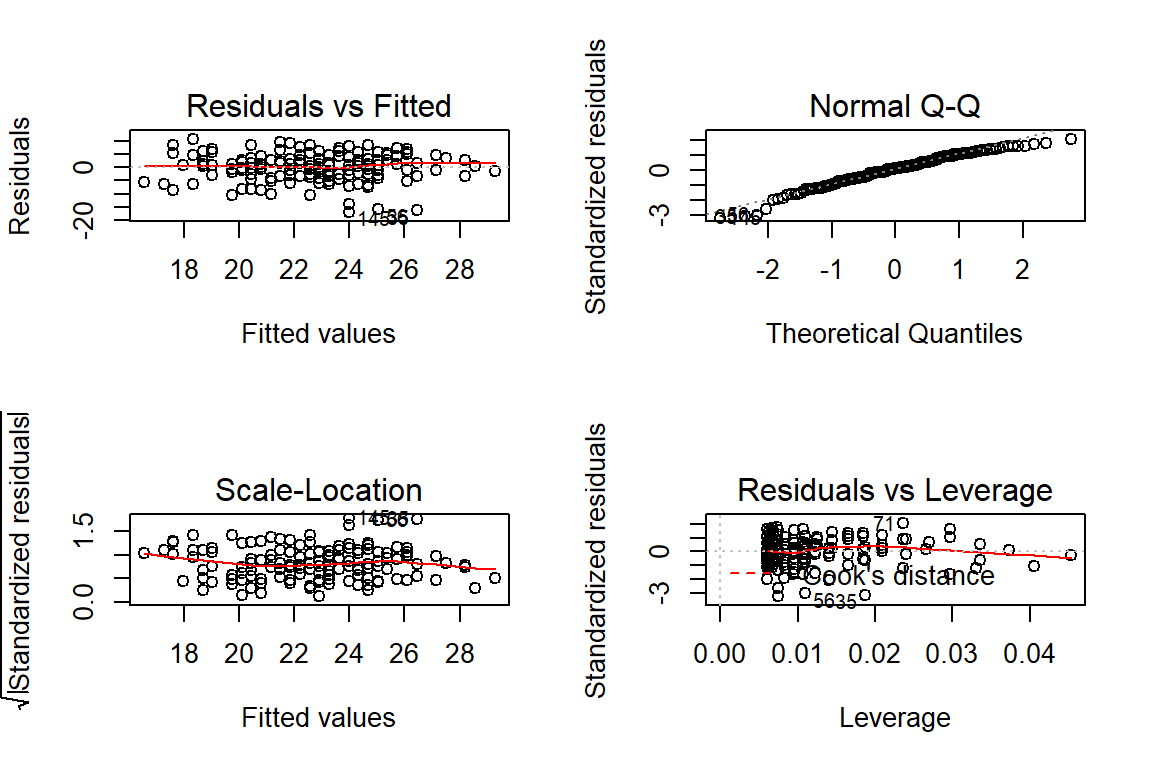 Residuals vs Fitted
Residuals
0
-20
18 20 22 24 26 28
Fitted values
Normal Q-Q
Standardized residuals
0
-3
-2 -1 0 1 2
Theoretical Quantiles
Scale-Location
√|Standardized residuals|
1.5
0.0
18 20 22 24 26 28
Fitted values
Residuals vs Leverage
Standardized residuals
0
-3
71
Cook's distance
5635
0.00 0.01 0.02 0.03 0.04
Leverage